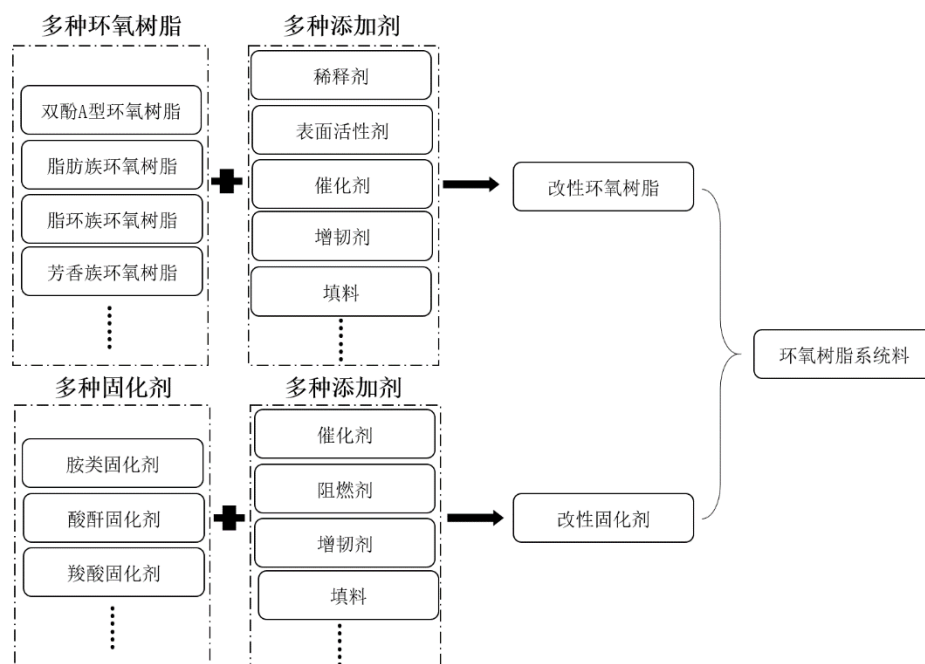 多种环氧树脂
双酚A型环氧树脂
脂肪族环氧树脂
脂环族环氧树脂
芳香族环氧树脂
多种添加剂
稀释剂
表面活性剂
催化剂
增韧剂
填料
改性环氧树脂
多种固化剂
胺类固化剂
酸酐固化剂
羧酸固化剂
多种添加剂
催化剂
阻燃剂
增韧剂
填料
改性固化剂
环氧树脂系统料